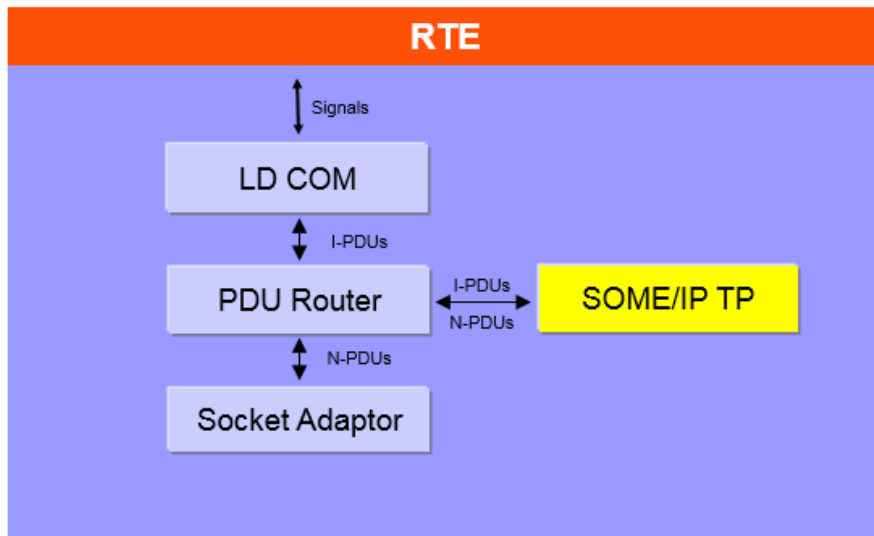 RTE
Signals
LD COM
I-PDUs
PDU Router
I-PDUs
N-PDUs
SOME/IP TP
N-PDUs
Socket Adaptor